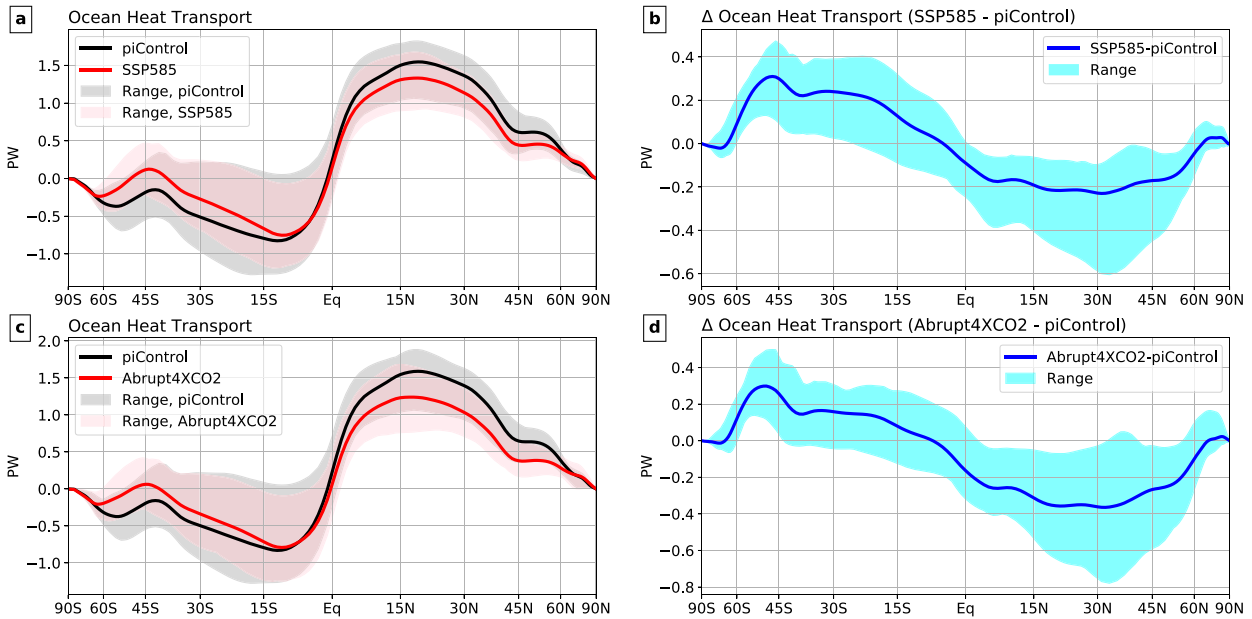 a Ocean Heat Transport
piControl
SSP585
Range, piControl
Range, SSP585
PW
1.5
1.0
0.5
0.0
−0.5
−1.0
90S 60S 45S 30S 15S Eq 15N 30N 45N 60N 90N
b Δ Ocean Heat Transport (SSP585 - piControl)
SSP585-piControl
Range
PW
0.4
0.2
0.0
−0.2
−0.4
−0.6
90S 60S 45S 30S 15S Eq 15N 30N 45N 60N 90N
c Ocean Heat Transport
piControl
Abrupt4XCO2
Range, piControl
Range, Abrupt4XCO2
PW
2.0
1.5
1.0
0.5
0.0
−0.5
−1.0
90S 60S 45S 30S 15S Eq 15N 30N 45N 60N 90N
d Δ Ocean Heat Transport (Abrupt4XCO2 - piControl)
Abrupt4XCO2-piControl
Range
PW
0.4
0.2
0.0
−0.2
−0.4
−0.6
−0.8
90S 60S 45S 30S 15S Eq 15N 30N 45N 60N 90N